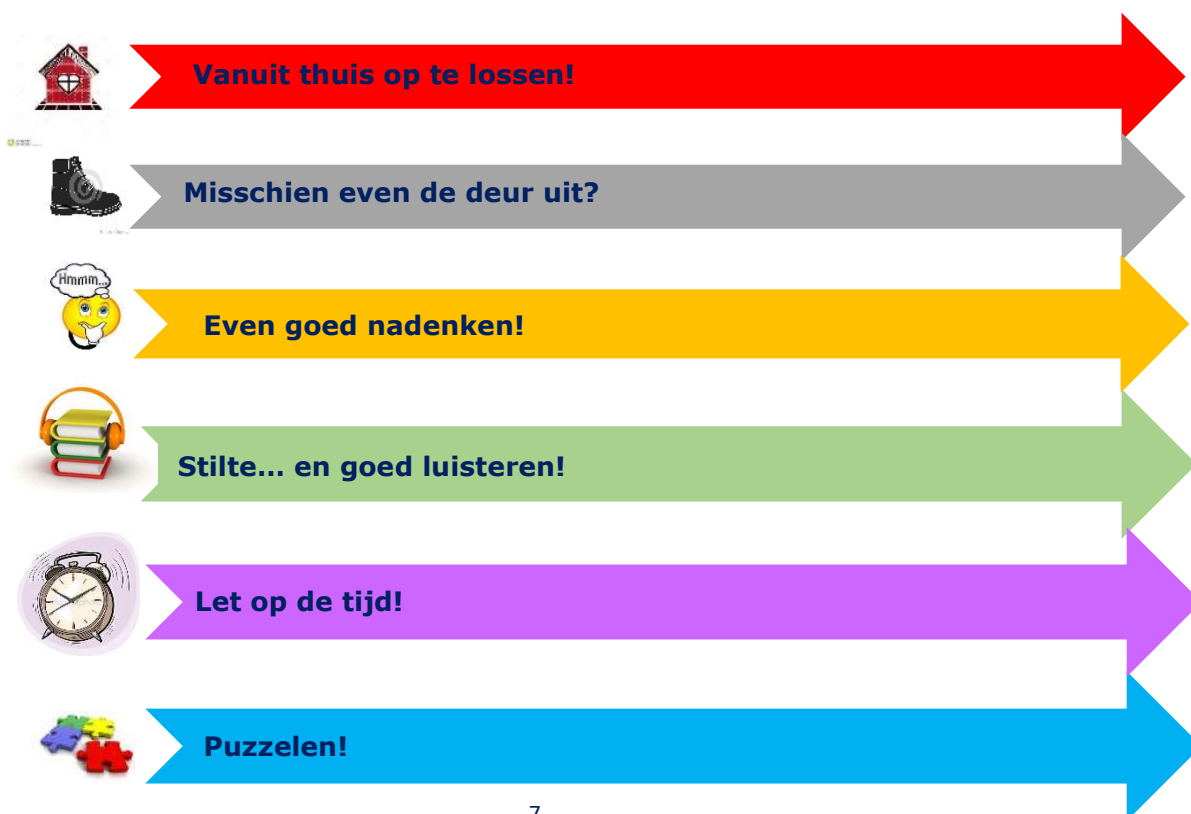 Vanuit thuis op te lossen!
Misschien even de deur uit?
Hmmm...
Even goed nadenken!
Stilte... en goed luisteren!
Let op de tijd!
Puzzelen!
7